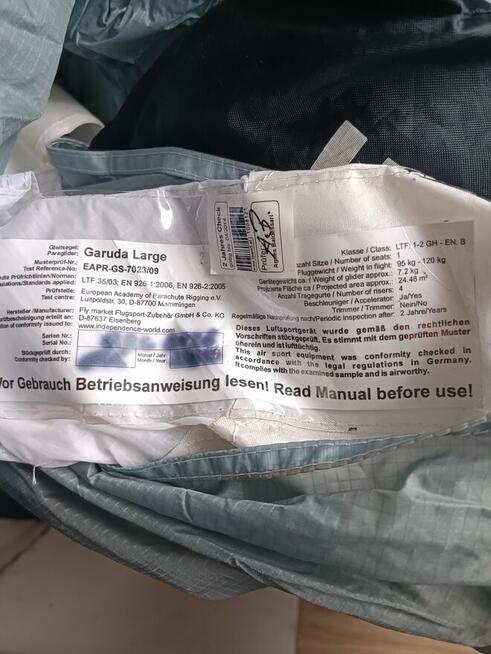 Gleitsegel:
Paraglider:
Garuda Large
Musterprüf-Nr.:
Test Reference-No:
EAPR-GS-7023/09
LTF 35/03; EN 926-1:2006, EN 926-2:2005
Prüfstelle:
Test centre:
European Academy of Parachute Rigging e.V.
Luitpoldstr. 30, D-87700 Memmingen
Hersteller / Manufacturer:
Fly market Flugsport-Zubehör GmbH & Co. KG
D-87637 Eisenberg
www.independence-world.com
Serien Nr.:
Serial No.:
Stückgeprüft durch:
Conformity checked by:
Monat / Jahr
Month / Year:
2 Jahres Check
Klasse / Class: LTF: 1-2 GH - EN: B
Anzahl Sitze / Number of seats: 1
Fluggewicht / Weight in flight: 95 kg - 120 kg
Gerätegewicht ca. / Weight of glider approx.: 7.2 kg
Projizierte Fläche ca. / Projected area approx.: 24.46 m²
Anzahl Tragegurte / Number of risers: 4
Beschleuniger / Accelerator: Ja/Yes
Trimmer / Trimmer: Nein/No
Regelmäßige Nachprüfung nach/Periodic inspection after: 2 Jahre/Years
Dieses Luftsportgerät wurde gemäß den rechtlichen
Vorschriften stückgeprüft. Es stimmt mit dem geprüften Muster
überein und ist lufttüchtig.
This air sport equipment was conformity checked in
accordance with the legal regulations in Germany.
It complies with the examined sample and is airworthy.
Vor Gebrauch Betriebsanweisung lesen! Read Manual before use!